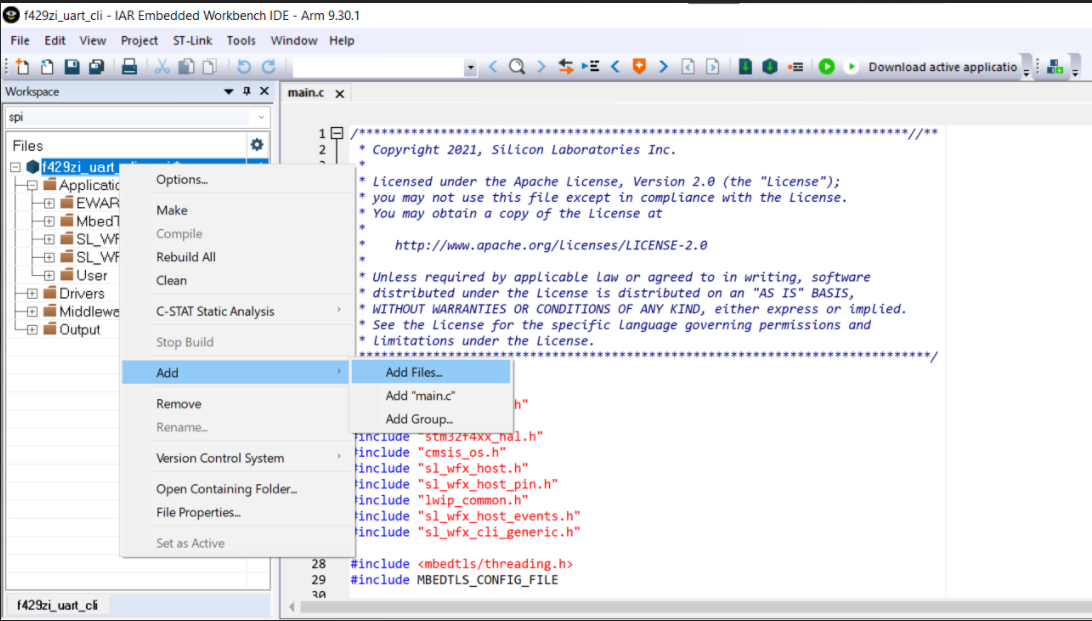 f429zi_uart_cli - IAR Embedded Workbench IDE - Arm 9.30.1
File Edit View Project ST-Link Tools Window Help
Download active applicatio
Workspace
main.c
spi
Files
f429zi_uart_
Applicatio
EWAR
MbedT
SL_WF
SL_WF
User
Drivers
Middlewa
Output
f429zi_uart_cli
Options...
Make
Compile
Rebuild All
Clean
C-STAT Static Analysis
Stop Build
Add
Remove
Rename...
Version Control System
Open Containing Folder...
File Properties...
Set as Active
Add Files...
Add "main.c"
Add Group...
1 /**************************************************************************//**
2 * Copyright 2021, Silicon Laboratories Inc.
*
* Licensed under the Apache License, Version 2.0 (the "License");
* you may not use this file except in compliance with the License.
* You may obtain a copy of the License at
*
* http://www.apache.org/licenses/LICENSE-2.0
*
* Unless required by applicable law or agreed to in writing, software
* distributed under the License is distributed on an "AS IS" BASIS,
* WITHOUT WARRANTIES OR CONDITIONS OF ANY KIND, either express or implied.
* See the License for the specific language governing permissions and
* limitations under the License.
*****************************************************************************/
h"
#include "stm32f4xx_hal.h"
#include "cmsis_os.h"
#include "sl_wfx_host.h"
#include "sl_wfx_host_pin.h"
#include "lwip_common.h"
#include "sl_wfx_host_events.h"
#include "sl_wfx_cli_generic.h"
28 #include <mbedtls/threading.h>
29 #include MBEDTLS_CONFIG_FILE
30